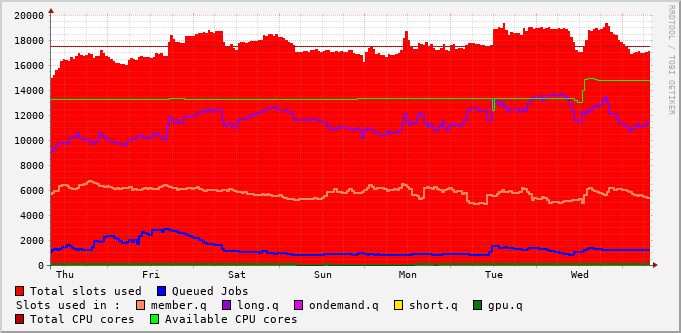 20000
18000
16000
14000
12000
10000
8000
6000
4000
2000
0
Thu Fri Sat Sun Mon Tue Wed
RRDTOOL / TOBI OETIKER
Total slots used Queued Jobs
Slots used in : member.q long.q ondemand.q short.q gpu.q
Total CPU cores Available CPU cores